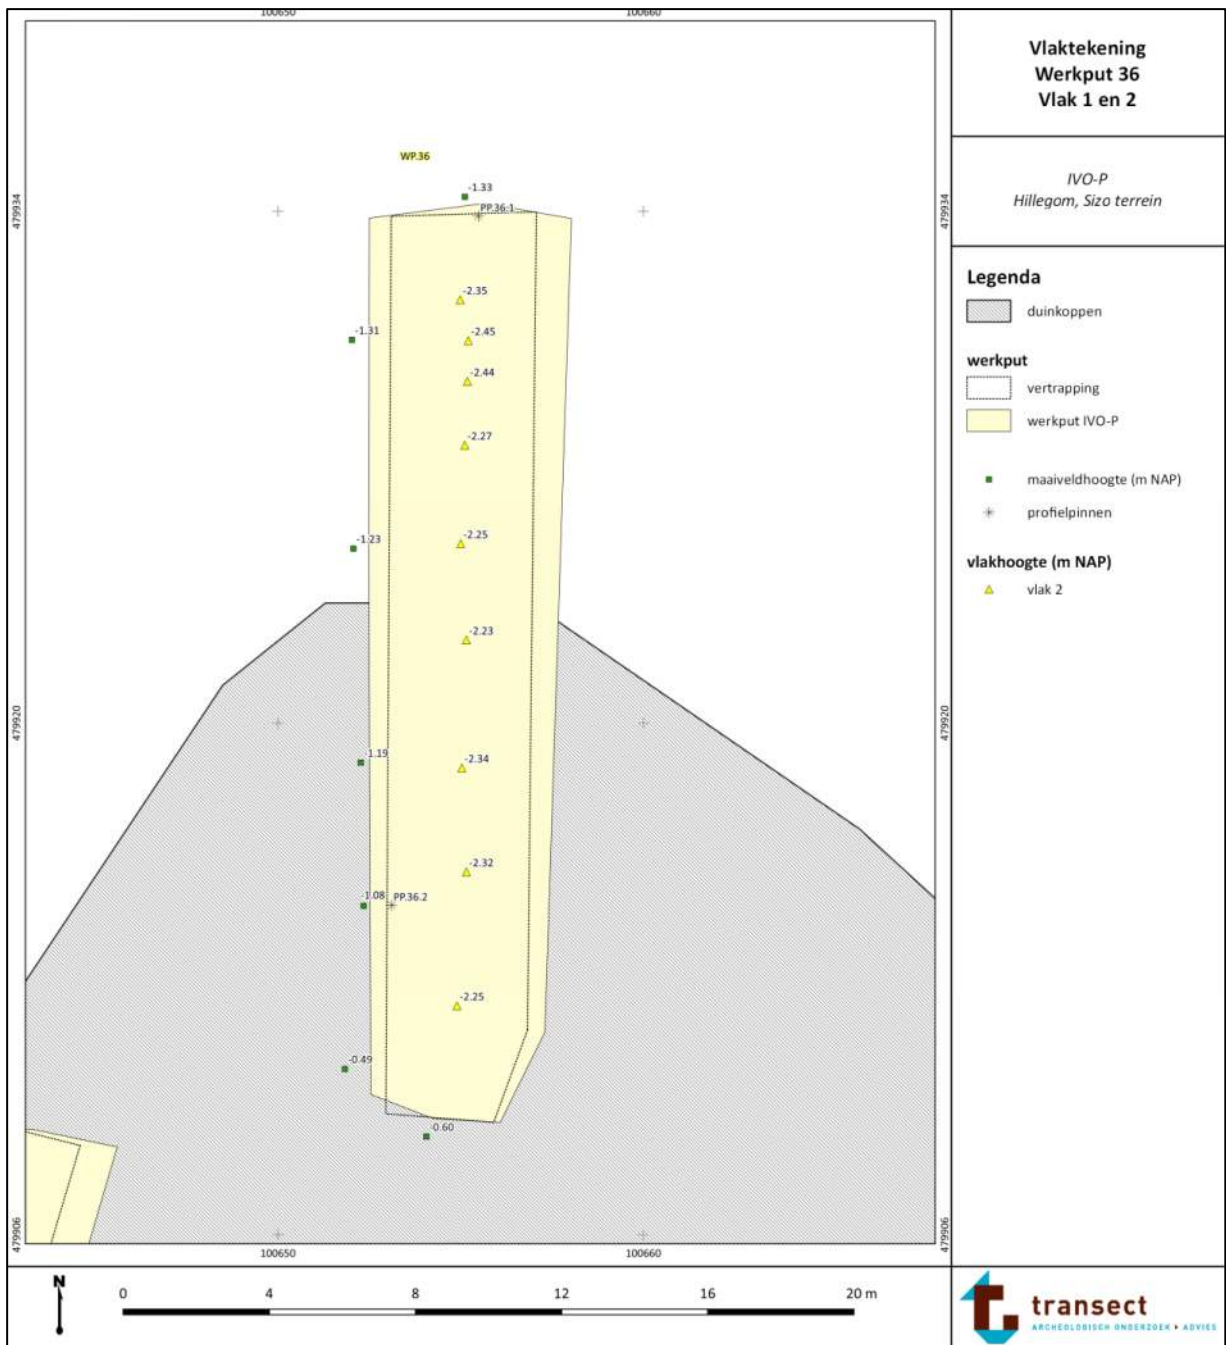 100650
100660
Vlaktekening
Werkput 36
Vlak 1 en 2
IVO-P
Hillegom, Sizo terrein
WP.36
-1.33
479934
PP.36.1
479934
-2.35
-1.31
-2.45
-2.44
-2.27
-1.23
-2.25
-2.23
479920
479920
-1.19
-2.34
-2.32
-1.08
PP.36.2
-2.25
-0.49
-0.60
479906
479906
100650
100660
Legenda
duinkoppen
werkput
vertrapping
werkput IVO-P
maaiveldhoogte (m NAP)
profielpinnen
vlakhoogte (m NAP)
vlak 2
N
0 4 8 12 16 20 m
transect
ARCHEOLOGISCH ONDERZOEK ▸ ADVIES